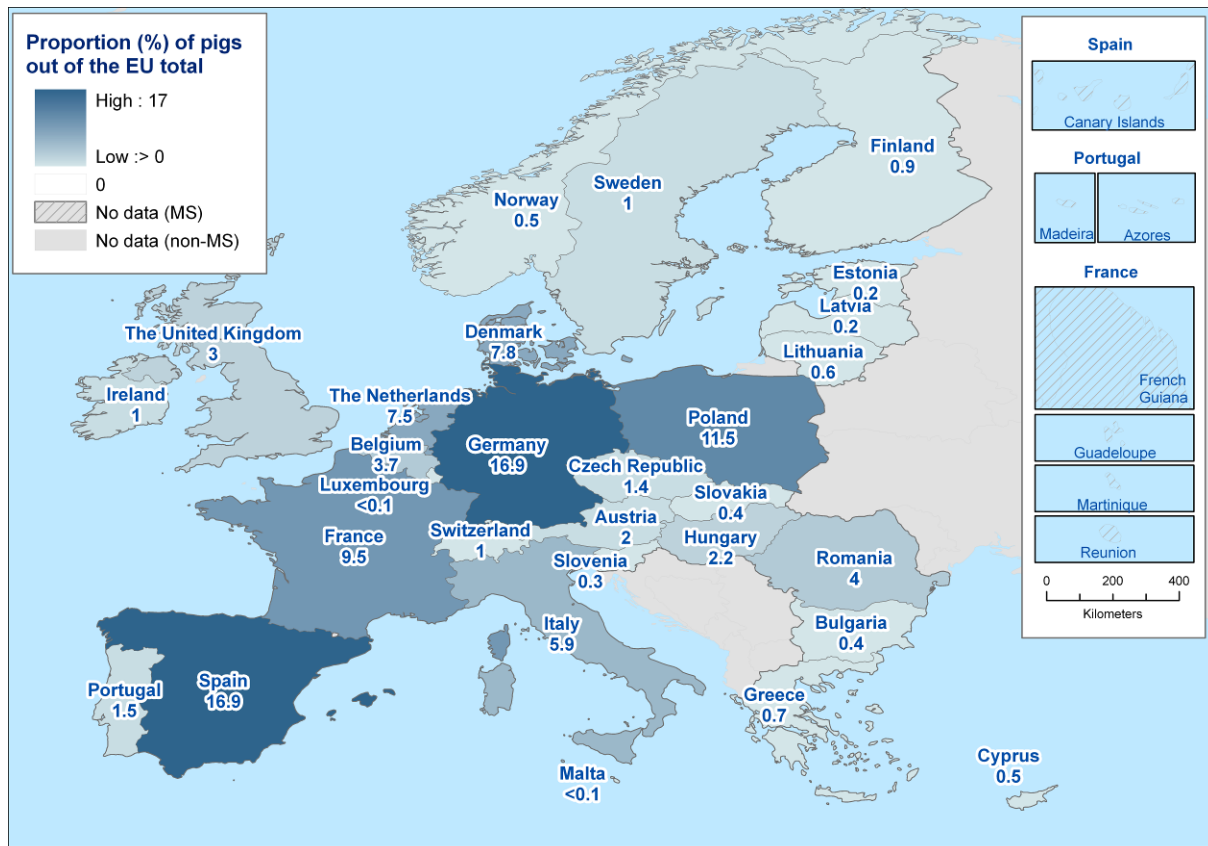 Proportion (%) of pigs
out of the EU total
High : 17
Low :> 0
0
No data (MS)
No data (non-MS)
Spain
Canary Islands
Portugal
Madeira
Azores
France
French
Guiana
Guadeloupe
Martinique
Reunion
0 200 400
Kilometers
Finland
0.9
Sweden
1
Norway
0.5
Estonia
0.2
Latvia
0.2
Lithuania
0.6
The United Kingdom
3
Denmark
7.8
Ireland
1
The Netherlands
7.5
Poland
11.5
Belgium
3.7
Germany
16.9
Czech Republic
1.4
Luxembourg
<0.1
Slovakia
0.4
Austria
2
France
9.5
Switzerland
1
Hungary
2.2
Slovenia
0.3
Romania
4
Italy
5.9
Bulgaria
0.4
Portugal
1.5
Spain
16.9
Greece
0.7
Malta
<0.1
Cyprus
0.5